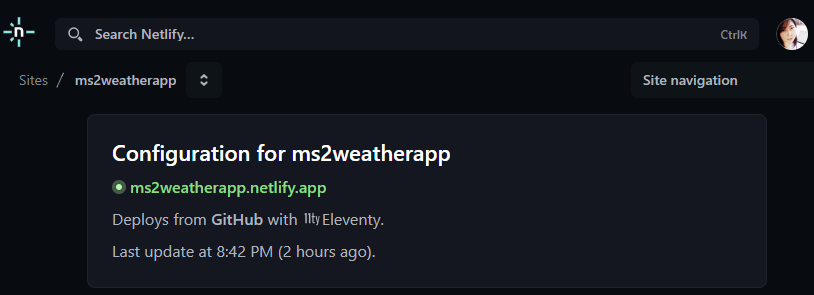 n
Search Netlify... CtrlK
Sites / ms2weatherapp Site navigation
Configuration for ms2weatherapp
ms2weatherapp.netlify.app
Deploys from GitHub with 11ty Eleventy.
Last update at 8:42 PM (2 hours ago).